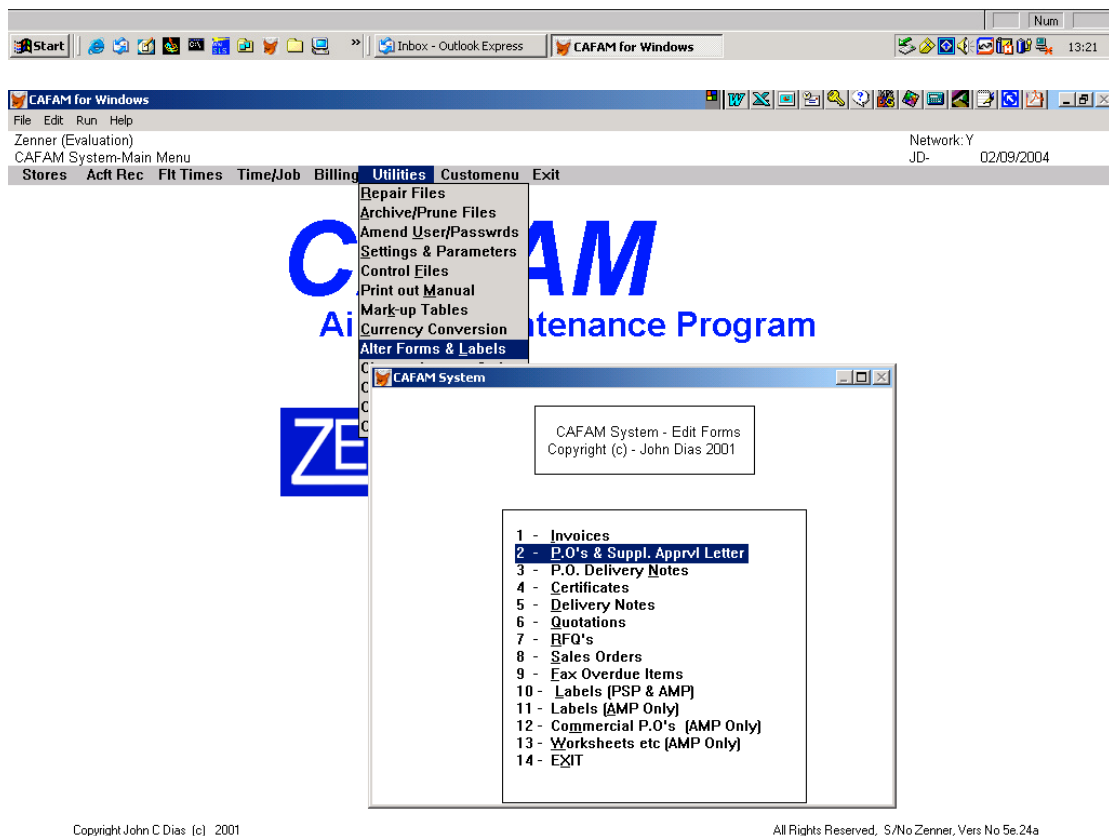 Num
Start
»
Inbox - Outlook Express
CAFAM for Windows
13:21
CAFAM for Windows
File Edit Run Help
Zenner (Evaluation)
Network:Y
CAFAM System-Main Menu
JD- 02/09/2004
Stores Acft Rec Flt Times Time/Job Billing Utilities Customenu Exit
Repair Files
Archive/Prune Files
Amend User/Passwrds
Settings & Parameters
Control Files
Print out Manual
Mark-up Tables
Currency Conversion
Alter Forms & Labels
C AM
Ai ntenance Program
ZE
CAFAM System
CAFAM System - Edit Forms
Copyright (c) - John Dias 2001
1 - Invoices
2 - P.O's & Suppl. Apprvl Letter
3 - P.O. Delivery Notes
4 - Certificates
5 - Delivery Notes
6 - Quotations
7 - RFQ's
8 - Sales Orders
9 - Fax Overdue Items
10 - Labels (PSP & AMP)
11 - Labels (AMP Only)
12 - Commercial P.O's (AMP Only)
13 - Worksheets etc (AMP Only)
14 - EXIT
Copyright John C Dias (c) 2001
All Rights Reserved, S/No Zenner, Vers No 5e.24a